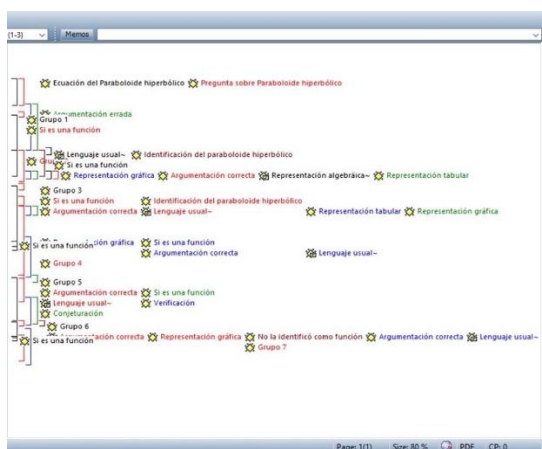 (1-3) Memos
Ecuación del Paraboloide hiperbólico Pregunta sobre Paraboloide hiperbólico
Argumentación errada
Grupo 1
Si es una función
Lenguaje usual~ Identificación del paraboloide hiperbólico
Si es una función
Representación gráfica Argumentación correcta Representación algebráica~ Representación tabular
Grupo 3
Si es una función Identificación del paraboloide hiperbólico
Argumentación correcta Lenguaje usual~ Representación tabular Representación gráfica
Si es una función gráfica Si es una función
Argumentación correcta Lenguaje usual~
Grupo 4
Grupo 5
Argumentación correcta Si es una función
Lenguaje usual~ Verificación
Conjeturación
Grupo 6
Argumentación correcta Representación gráfica No la identificó como función Argumentación correcta Lenguaje usual~
Si es una función Grupo 7
Page: 1(1) Size: 80 % PDF CP: 0